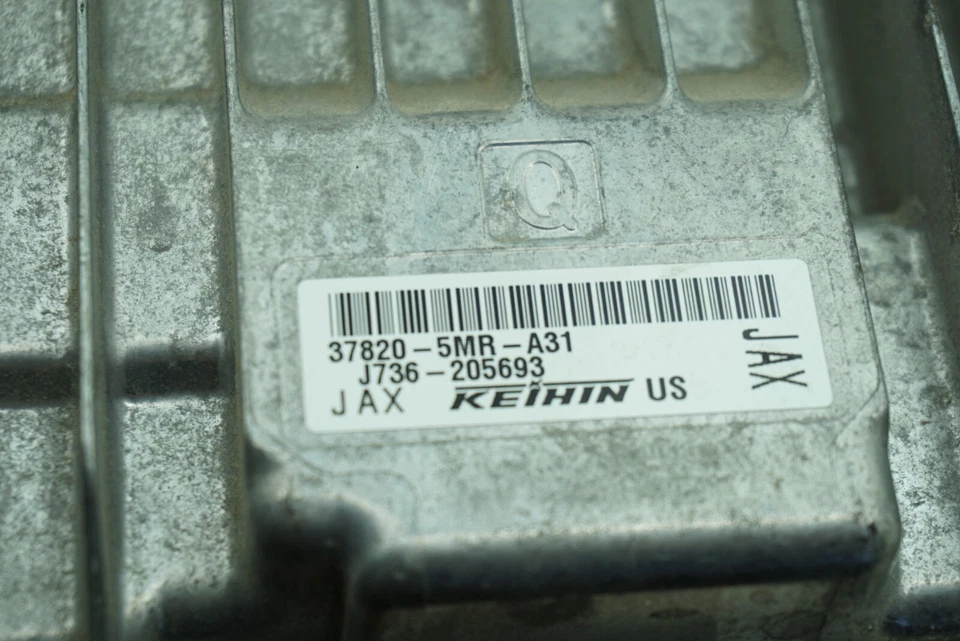 Q
37820-5MR-A31
J736-205693
JAX KEIHIN US
JAX